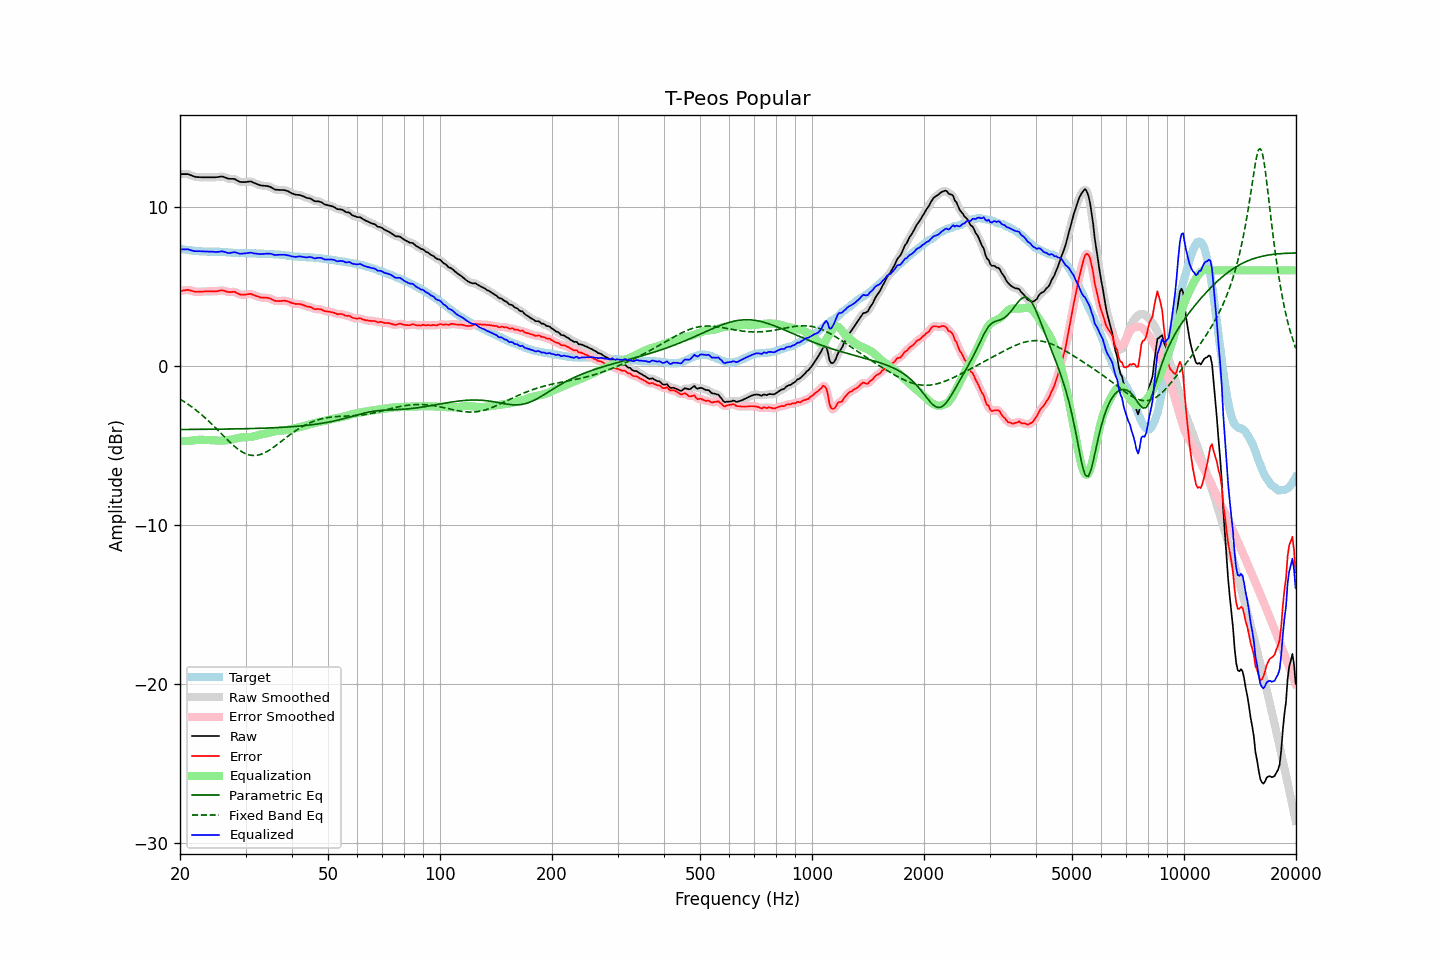 T-Peos Popular
Amplitude (dBr)
10
0
−10
−20
−30
Target
Raw Smoothed
Error Smoothed
Raw
Error
Equalization
Parametric Eq
Fixed Band Eq
Equalized
20 50 100 200 500 1000 2000 5000 10000 20000
Frequency (Hz)